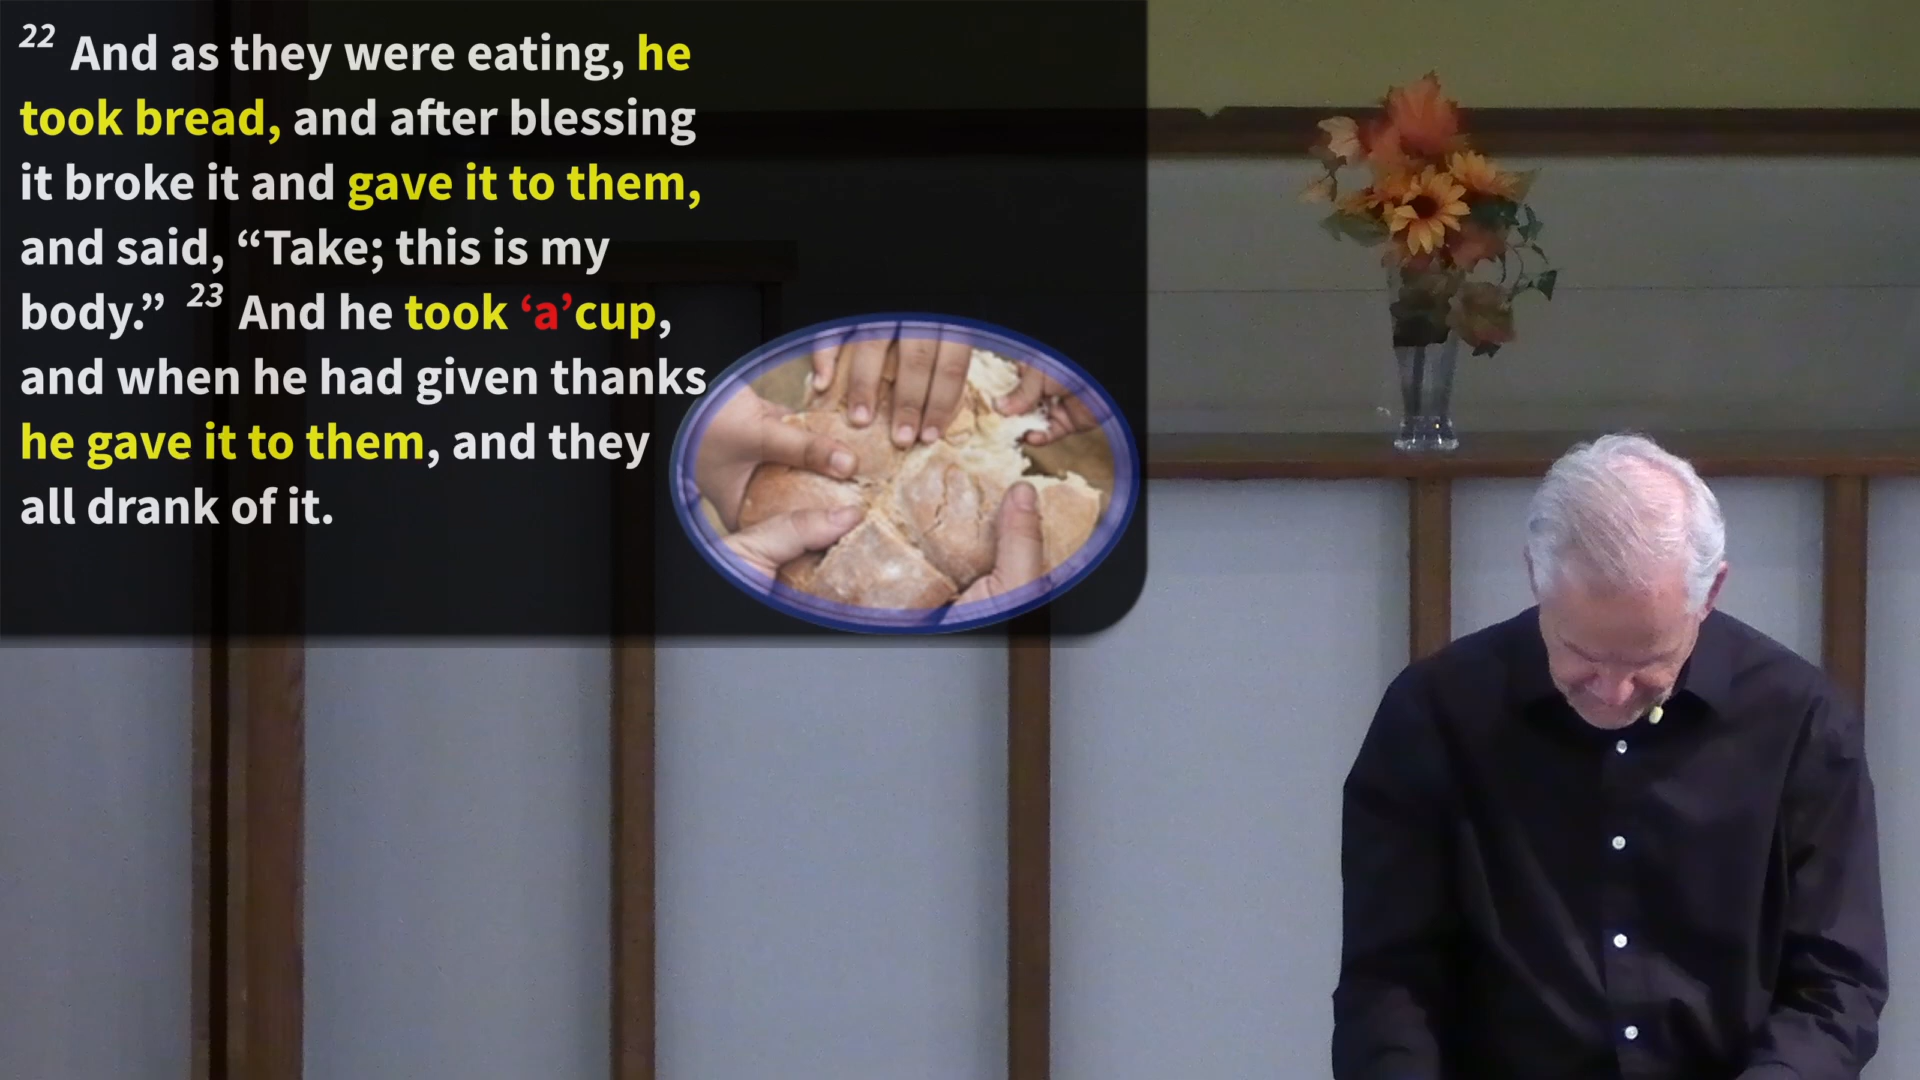 22 And as they were eating, he
took bread, and after blessing
it broke it and gave it to them,
and said, “Take; this is my
body.” 23 And he took ‘a’cup,
and when he had given thanks
he gave it to them, and they
all drank of it.